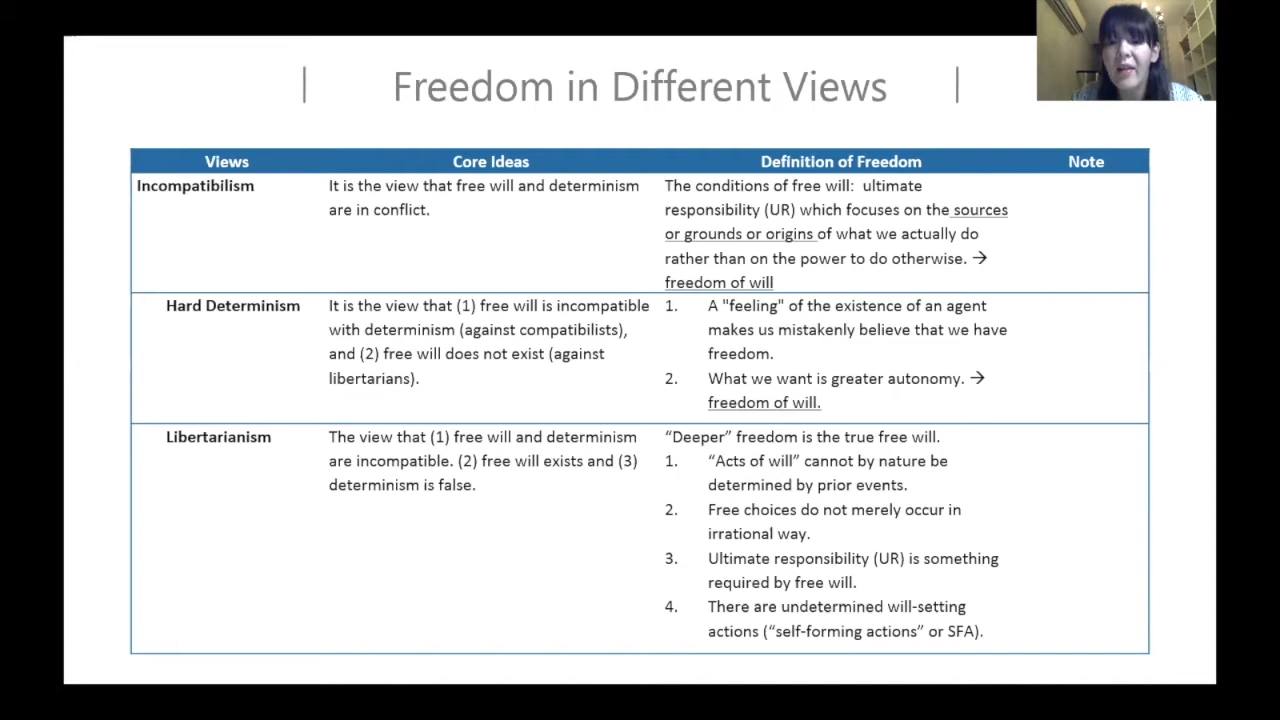 Freedom in Different Views
Views Core Ideas Definition of Freedom Note
Incompatibilism
It is the view that free will and determinism
are in conflict.
The conditions of free will: ultimate
responsibility (UR) which focuses on the sources
or grounds or origins of what we actually do
rather than on the power to do otherwise. →
freedom of will
Hard Determinism
It is the view that (1) free will is incompatible
with determinism (against compatibilists),
and (2) free will does not exist (against
libertarians).
1. A "feeling" of the existence of an agent
makes us mistakenly believe that we have
freedom.
2. What we want is greater autonomy. →
freedom of will.
Libertarianism
The view that (1) free will and determinism
are incompatible. (2) free will exists and (3)
determinism is false.
“Deeper” freedom is the true free will.
1. “Acts of will” cannot by nature be
determined by prior events.
2. Free choices do not merely occur in
irrational way.
3. Ultimate responsibility (UR) is something
required by free will.
4. There are undetermined will-setting
actions (“self-forming actions” or SFA).